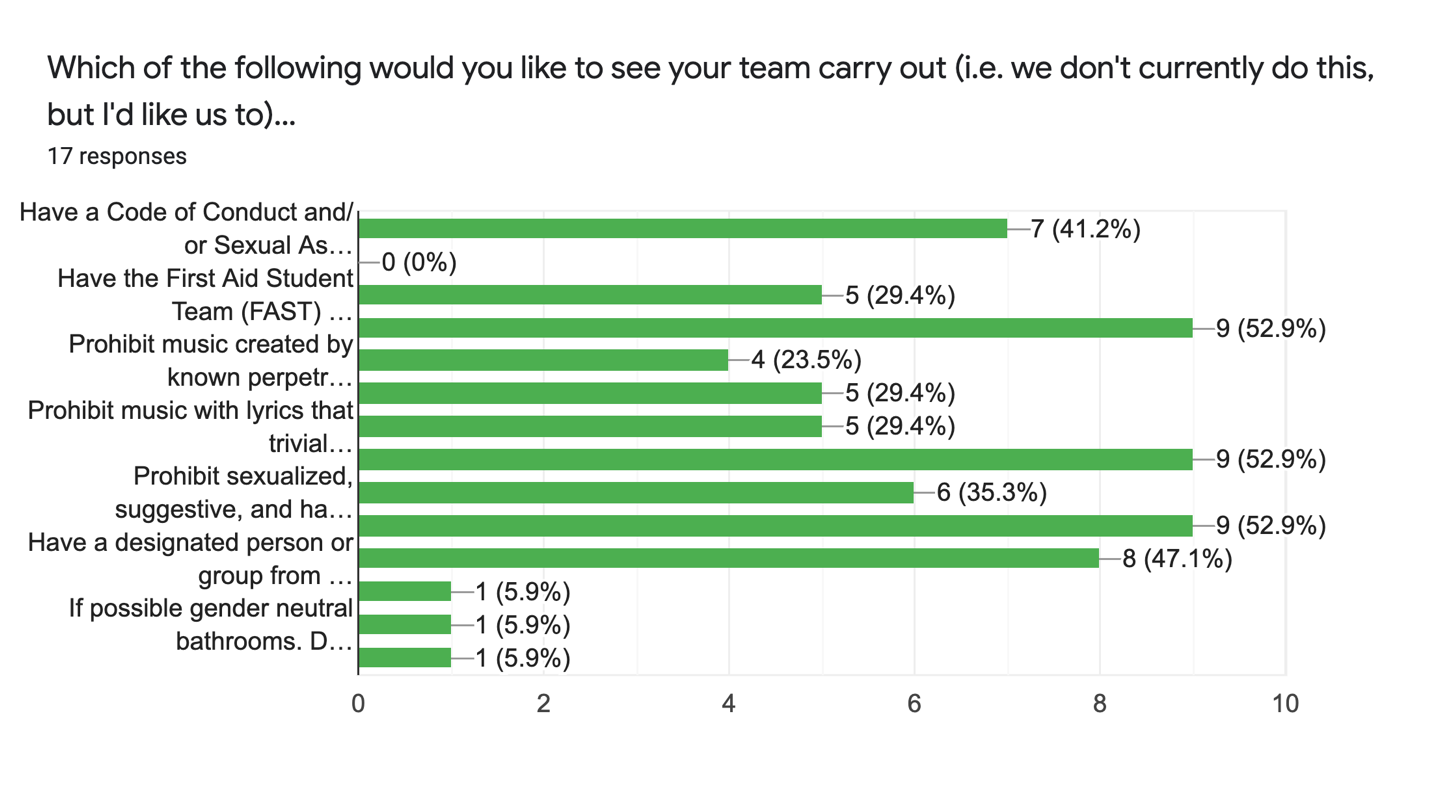 Which of the following would you like to see your team carry out (i.e. we don't currently do this,
but I'd like us to)...
17 responses
Have a Code of Conduct and/
or Sexual As…
Have the First Aid Student
Team (FAST) …
Prohibit music created by
known perpetr…
Prohibit music with lyrics that
trivial…
Prohibit sexualized,
suggestive, and ha…
Have a designated person or
group from …
If possible gender neutral
bathrooms. D…
7 (41.2%)
0 (0%)
5 (29.4%)
9 (52.9%)
4 (23.5%)
5 (29.4%)
5 (29.4%)
9 (52.9%)
6 (35.3%)
9 (52.9%)
8 (47.1%)
1 (5.9%)
1 (5.9%)
1 (5.9%)
0 2 4 6 8 10